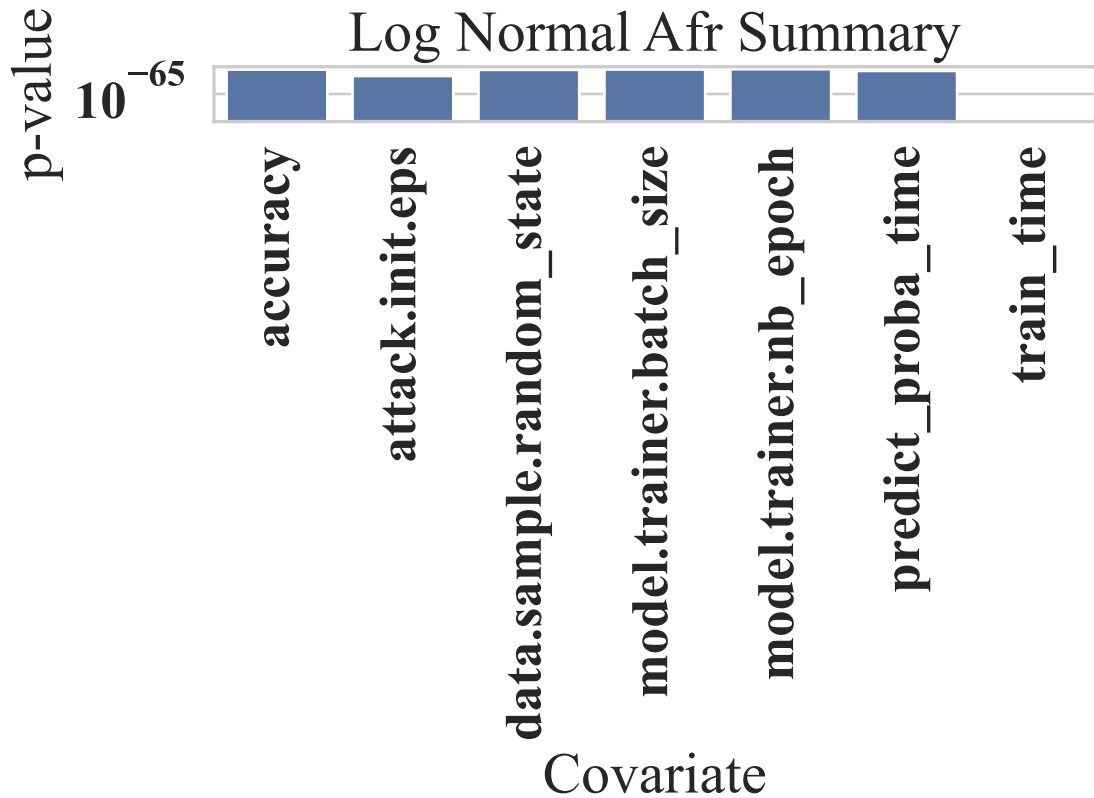 Log Normal Afr Summary
p-value
10^−65
accuracy
attack.init.eps
data.sample.random_state
model.trainer.batch_size
model.trainer.nb_epoch
predict_proba_time
train_time
Covariate